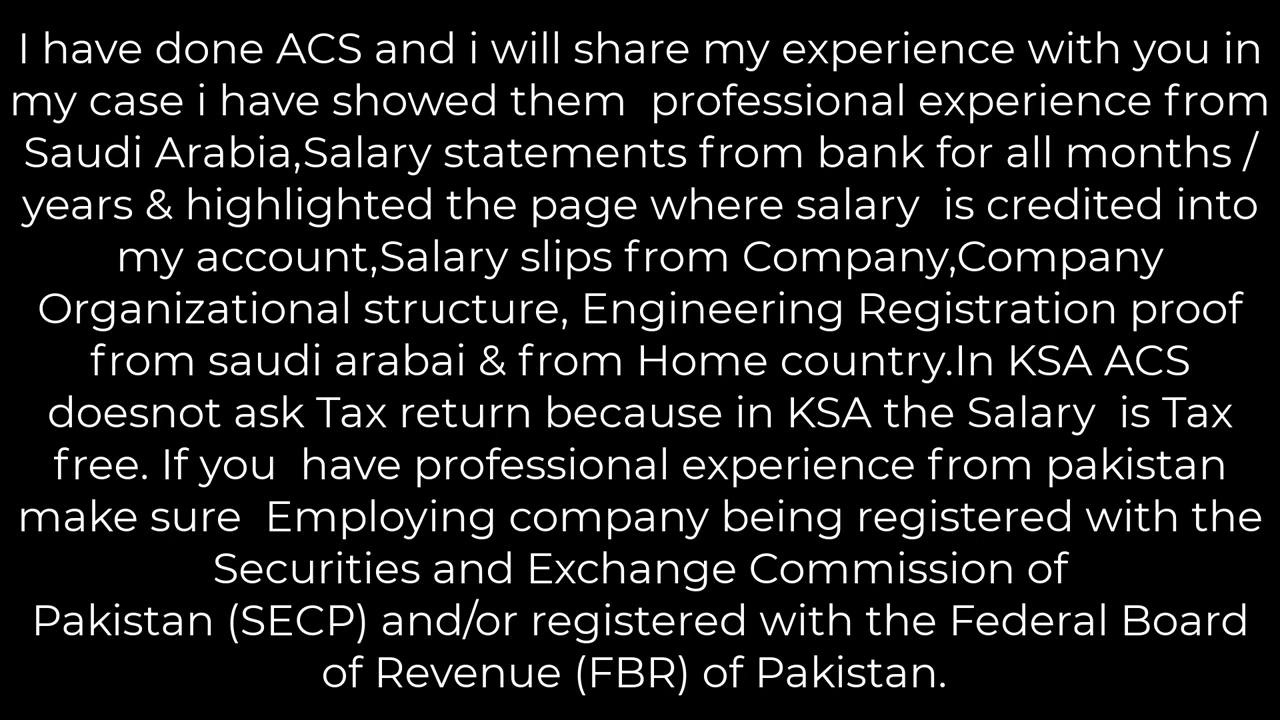 I have done ACS and i will share my experience with you in
my case i have showed them  professional experience from
Saudi Arabia,Salary statements from bank for all months /
years & highlighted the page where salary  is credited into
my account,Salary slips from Company,Company
Organizational structure, Engineering Registration proof
from saudi arabai & from Home country.In KSA ACS
doesnot ask Tax return because in KSA the Salary  is Tax
free. If you  have professional experience from pakistan
make sure  Employing company being registered with the
Securities and Exchange Commission of
Pakistan (SECP) and/or registered with the Federal Board
of Revenue (FBR) of Pakistan.